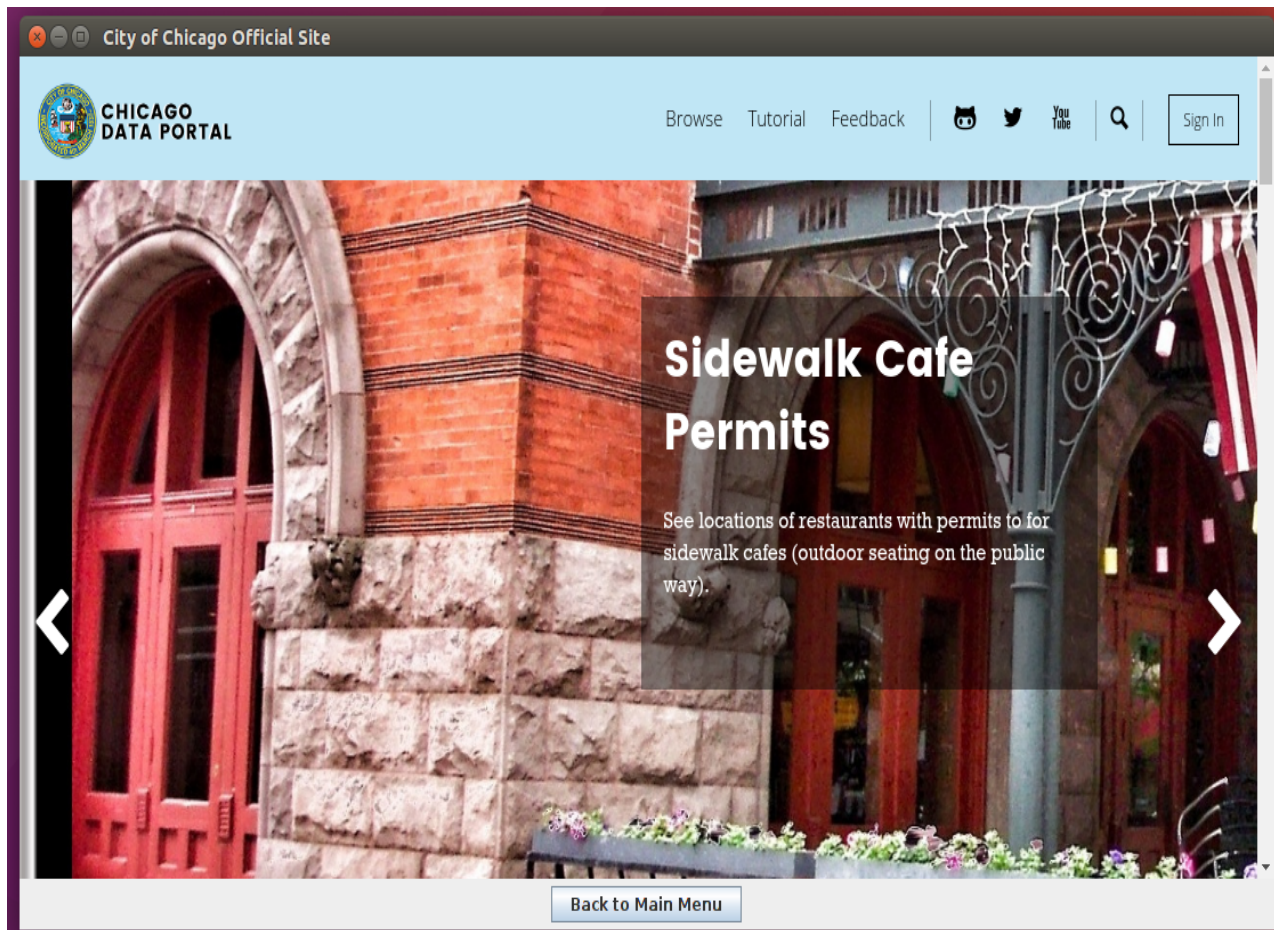 City of Chicago Official Site
CHICAGO
DATA PORTAL
Browse Tutorial Feedback You Tube Sign In
Sidewalk Cafe
Permits
See locations of restaurants with permits to for
sidewalk cafes (outdoor seating on the public
way).
Back to Main Menu